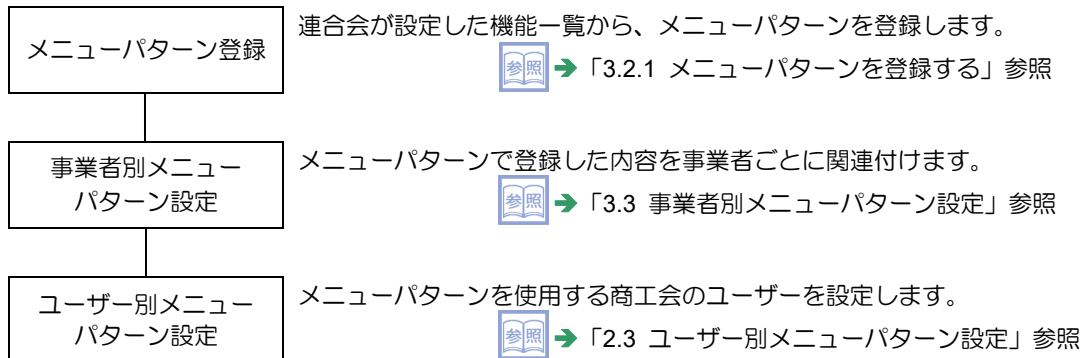 メニューパターン登録
連合会が設定した機能一覧から、メニューパターンを登録します。
参照 ➔ 「3.2.1 メニューパターンを登録する」参照
事業者別メニュー
パターン設定
メニューパターンで登録した内容を事業者ごとに関連付けます。
参照 ➔ 「3.3 事業者別メニューパターン設定」参照
ユーザー別メニュー
パターン設定
メニューパターンを使用する商工会のユーザーを設定します。
参照 ➔ 「2.3 ユーザー別メニューパターン設定」参照